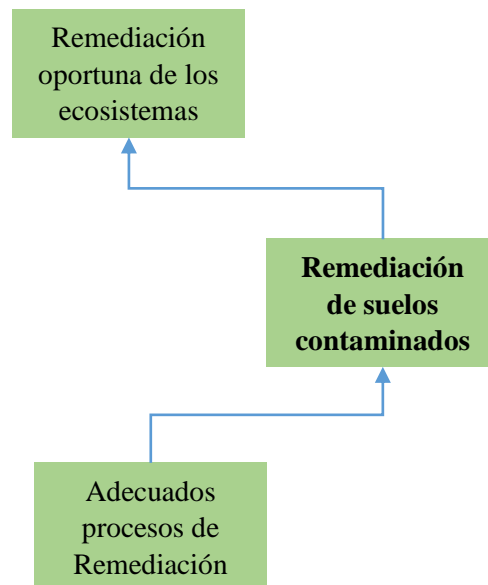 Remediación
oportuna de los
ecosistemas
Remediación
de suelos
contaminados
Adecuados
procesos de
Remediación